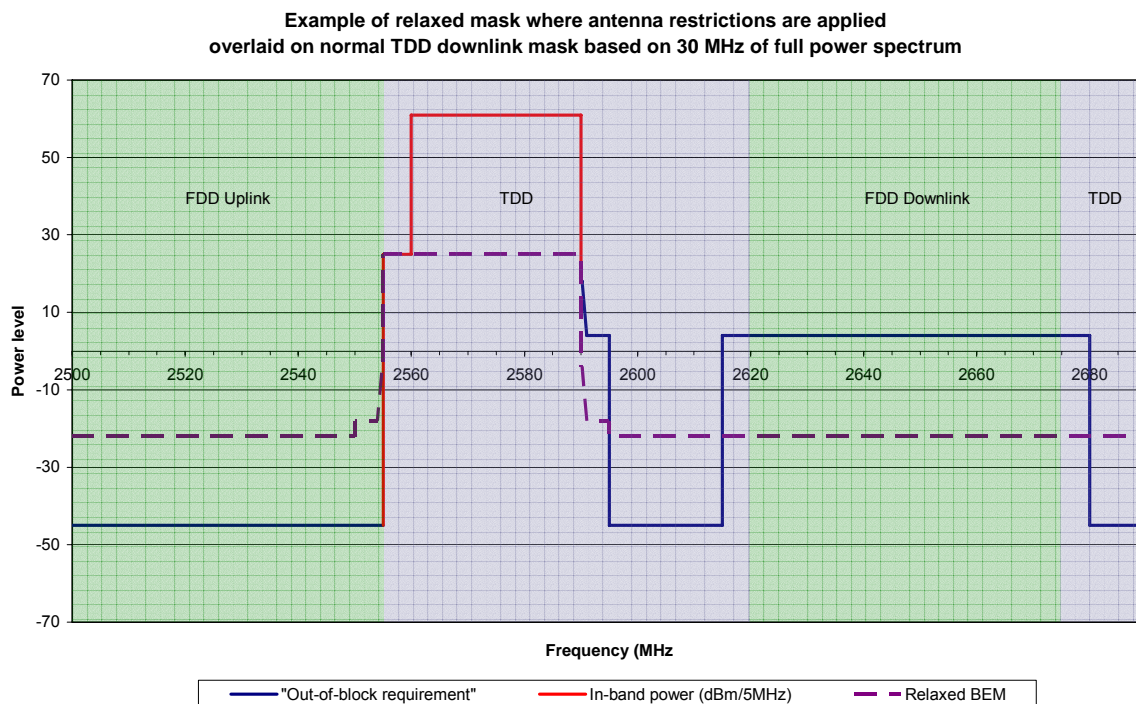 Example of relaxed mask where antenna restrictions are applied
overlaid on normal TDD downlink mask based on 30 MHz of full power spectrum
70
50
30
10
-10
-30
-50
-70
Power level
FDD Uplink
TDD
FDD Downlink
TDD
2500
2520
2540
2560
2580
2600
2620
2640
2660
2680
Frequency (MHz
"Out-of-block requirement"
In-band power (dBm/5MHz)
Relaxed BEM